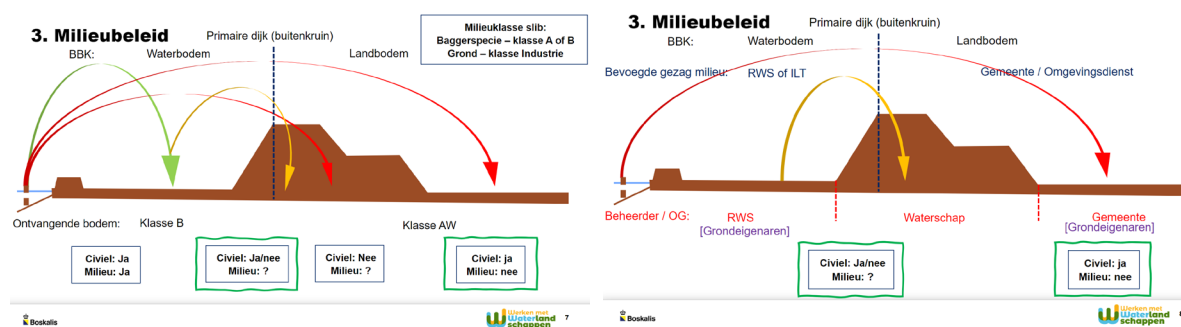 3. Milieubeleid
Primaire dijk (buitenkruin)
BBK:
Waterbodem
Landbodem
Milieuklasse slib:
Baggerspecie – klasse A of B
Grond – klasse Industrie
Ontvangende bodem:
Klasse B
Klasse AW
Civiel: Ja
Milieu: Ja
Civiel: Ja/nee
Milieu: ?
Civiel: Nee
Milieu: ?
Civiel: ja
Milieu: nee
Boskalis
Werken met
Waterland
schappen
7
3. Milieubeleid
Primaire dijk (buitenkruin)
BBK:
Waterbodem
Landbodem
Bevoegde gezag milieu:
RWS of ILT
Gemeente / Omgevingsdienst
Beheerder / OG:
RWS
[Grondeigenaren]
Waterschap
Gemeente
[Grondeigenaren]
Civiel: Ja/nee
Milieu: ?
Civiel: ja
Milieu: nee
Boskalis
Werken met
Waterland
schappen